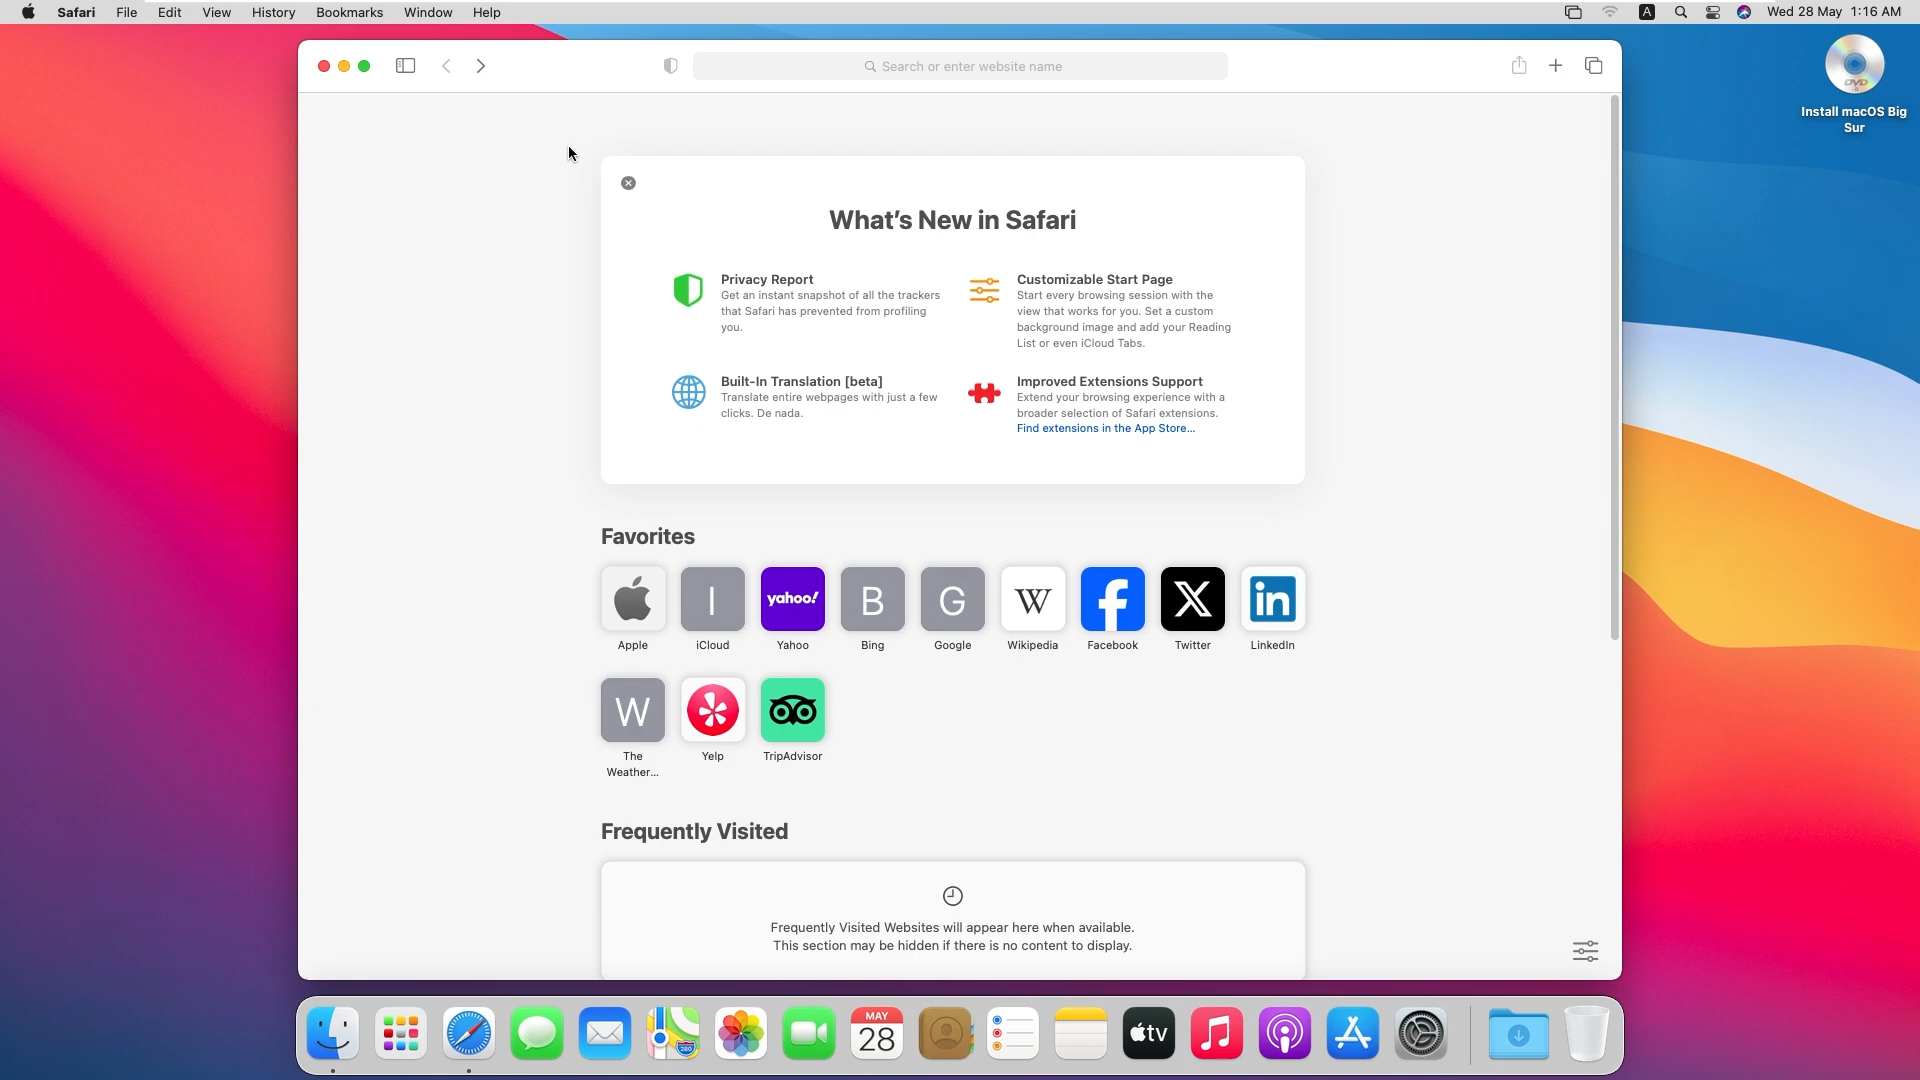 Safari File Edit View History Bookmarks Window Help
A Wed 28 May 1:16 AM
DVD
Install macOS Big
Sur
Search or enter website name
What's New in Safari
Privacy Report
Get an instant snapshot of all the trackers
that Safari has prevented from profiling
you.
Customizable Start Page
Start every browsing session with the
view that works for you. Set a custom
background image and add your Reading
List or even iCloud Tabs.
Built-In Translation [beta]
Translate entire webpages with just a few
clicks. De nada.
Improved Extensions Support
Extend your browsing experience with a
broader selection of Safari extensions.
Find extensions in the App Store...
Favorites
I yahoo! B G W f X in
Apple iCloud Yahoo Bing Google Wikipedia Facebook Twitter LinkedIn
W
The
Weather...
Yelp TripAdvisor
Frequently Visited
Frequently Visited Websites will appear here when available.
This section may be hidden if there is no content to display.
280
MAY
28
tv